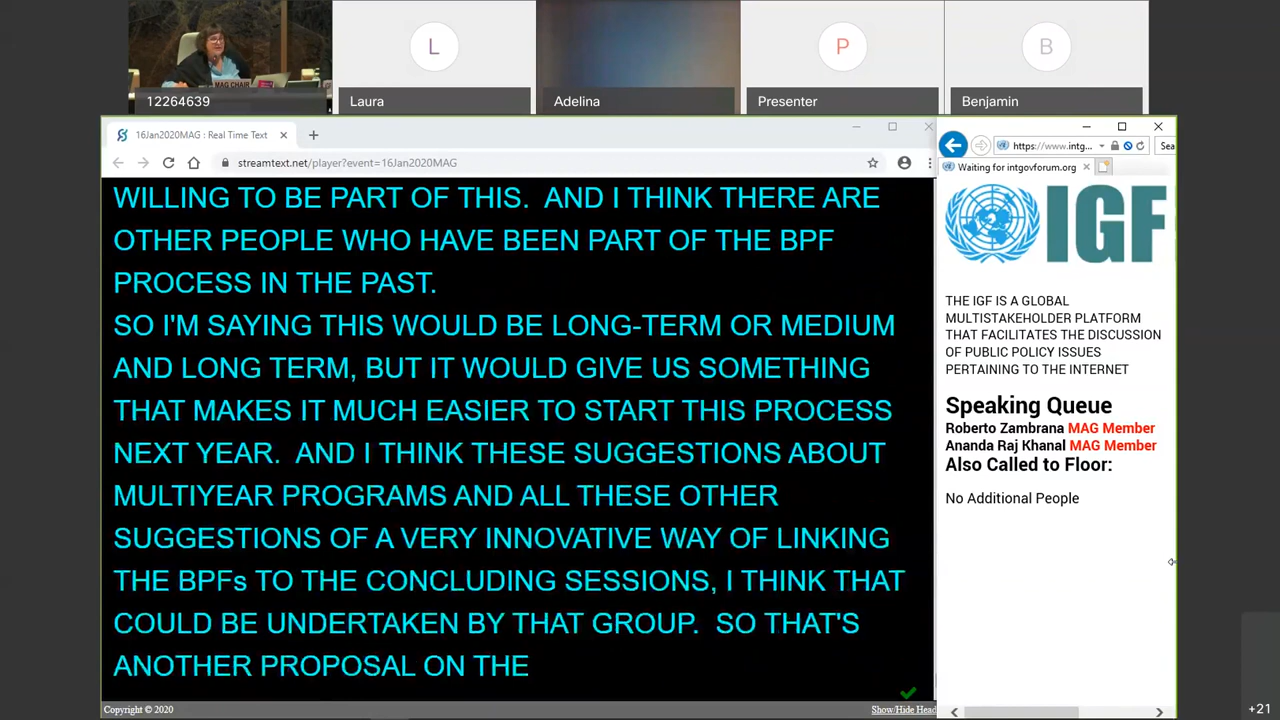 MAG CHAIR
12264639
L
Laura
Adelina
P
Presenter
B
Benjamin
16Jan2020MAG : Real Time Text
streamtext.net/player?event=16Jan2020MAG
WILLING TO BE PART OF THIS.  AND I THINK THERE ARE
OTHER PEOPLE WHO HAVE BEEN PART OF THE BPF
PROCESS IN THE PAST.
SO I'M SAYING THIS WOULD BE LONG-TERM OR MEDIUM
AND LONG TERM, BUT IT WOULD GIVE US SOMETHING
THAT MAKES IT MUCH EASIER TO START THIS PROCESS
NEXT YEAR.  AND I THINK THESE SUGGESTIONS ABOUT
MULTIYEAR PROGRAMS AND ALL THESE OTHER
SUGGESTIONS OF A VERY INNOVATIVE WAY OF LINKING
THE BPFs TO THE CONCLUDING SESSIONS, I THINK THAT
COULD BE UNDERTAKEN BY THAT GROUP.  SO THAT'S
ANOTHER PROPOSAL ON THE
Copyright © 2020
Show/Hide Head
https://www.intg...
Sea
Waiting for intgovforum.org
IGF
THE IGF IS A GLOBAL
MULTISTAKEHOLDER PLATFORM
THAT FACILITATES THE DISCUSSION
OF PUBLIC POLICY ISSUES
PERTAINING TO THE INTERNET
Speaking Queue
Roberto Zambrana MAG Member
Ananda Raj Khanal MAG Member
Also Called to Floor:
No Additional People
+21